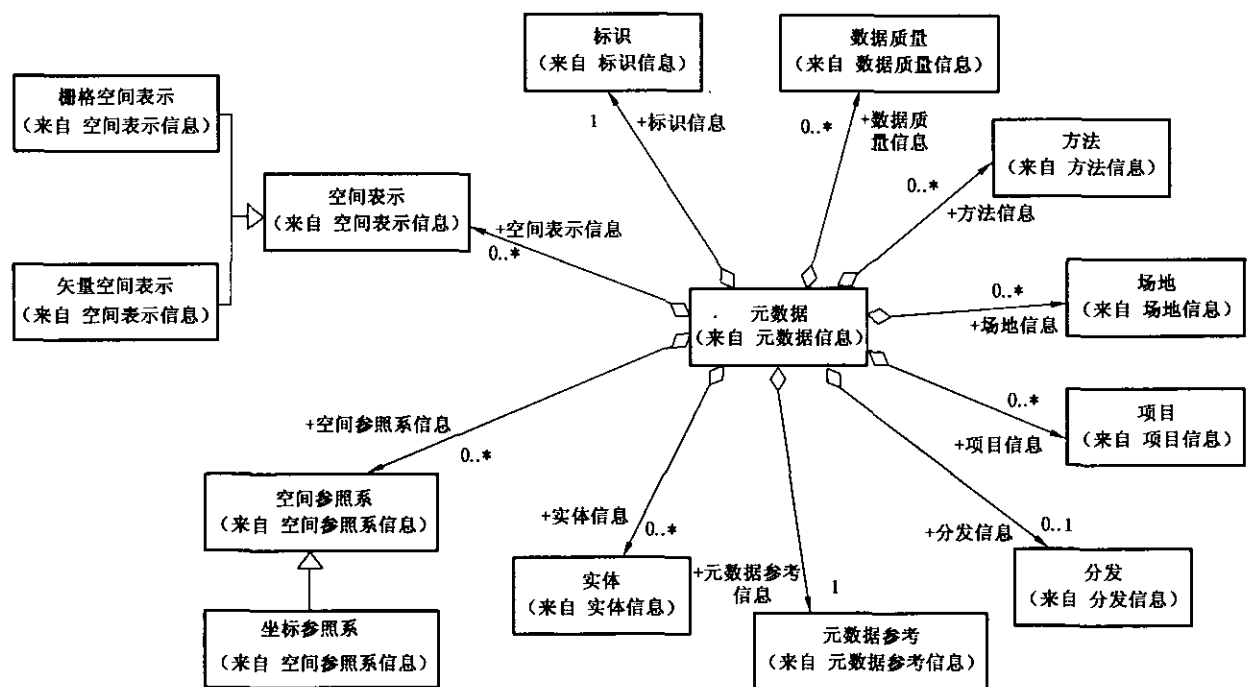 标识
（来自 标识信息）
数据质量
（来自 数据质量信息）
栅格空间表示
（来自 空间表示信息）
1
+标识信息
0..*
+数据质
量信息
方法
（来自 方法信息）
0..*
+方法信息
空间表示
（来自 空间表示信息）
+空间表示信息
0..*
矢量空间表示
（来自 空间表示信息）
元数据
（来自 元数据信息）
0..*
+场地信息
场地
（来自 场地信息）
0..*
+项目信息
项目
（来自 项目信息）
+空间参照系信息
0..*
空间参照系
（来自 空间参照系信息）
+实体信息
0..*
+分发信息
0..1
实体
（来自 实体信息）
+元数据参考
信息
1
分发
（来自 分发信息）
坐标参照系
（来自 空间参照系信息）
元数据参考
（来自 元数据参考信息）